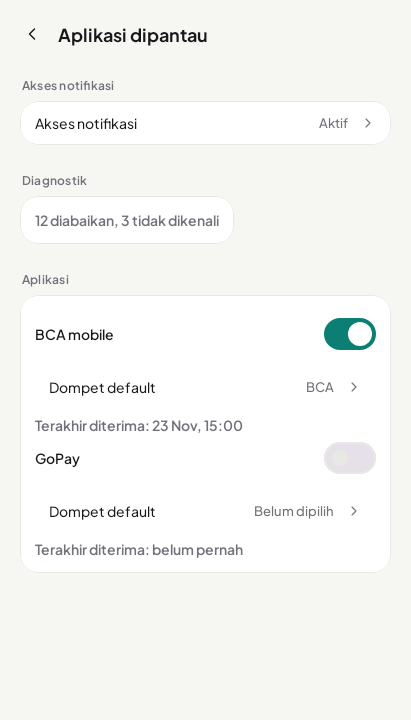 Aplikasi dipantau
Akses notifikasi
Akses notifikasi Aktif
Diagnostik
12 diabaikan, 3 tidak dikenali
Aplikasi
BCA mobile
Dompet default BCA
Terakhir diterima: 23 Nov, 15:00
GoPay
Dompet default Belum dipilih
Terakhir diterima: belum pernah